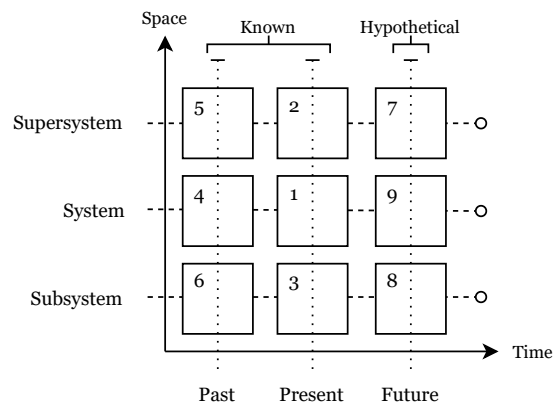 Space
Known
Hypothetical
Supersystem
5
2
7
System
4
1
9
Subsystem
6
3
8
Time
Past
Present
Future